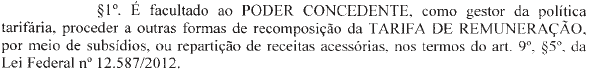 §1º. É facultado ao PODER CONCEDENTE, como gestor da política
tarifária, proceder a outras formas de recomposição da TARIFA DE REMUNERAÇÃO,
por meio de subsídios, ou repartição de receitas acessórias, nos termos do art. 9º, §5º, da
Lei Federal nº 12.587/2012.